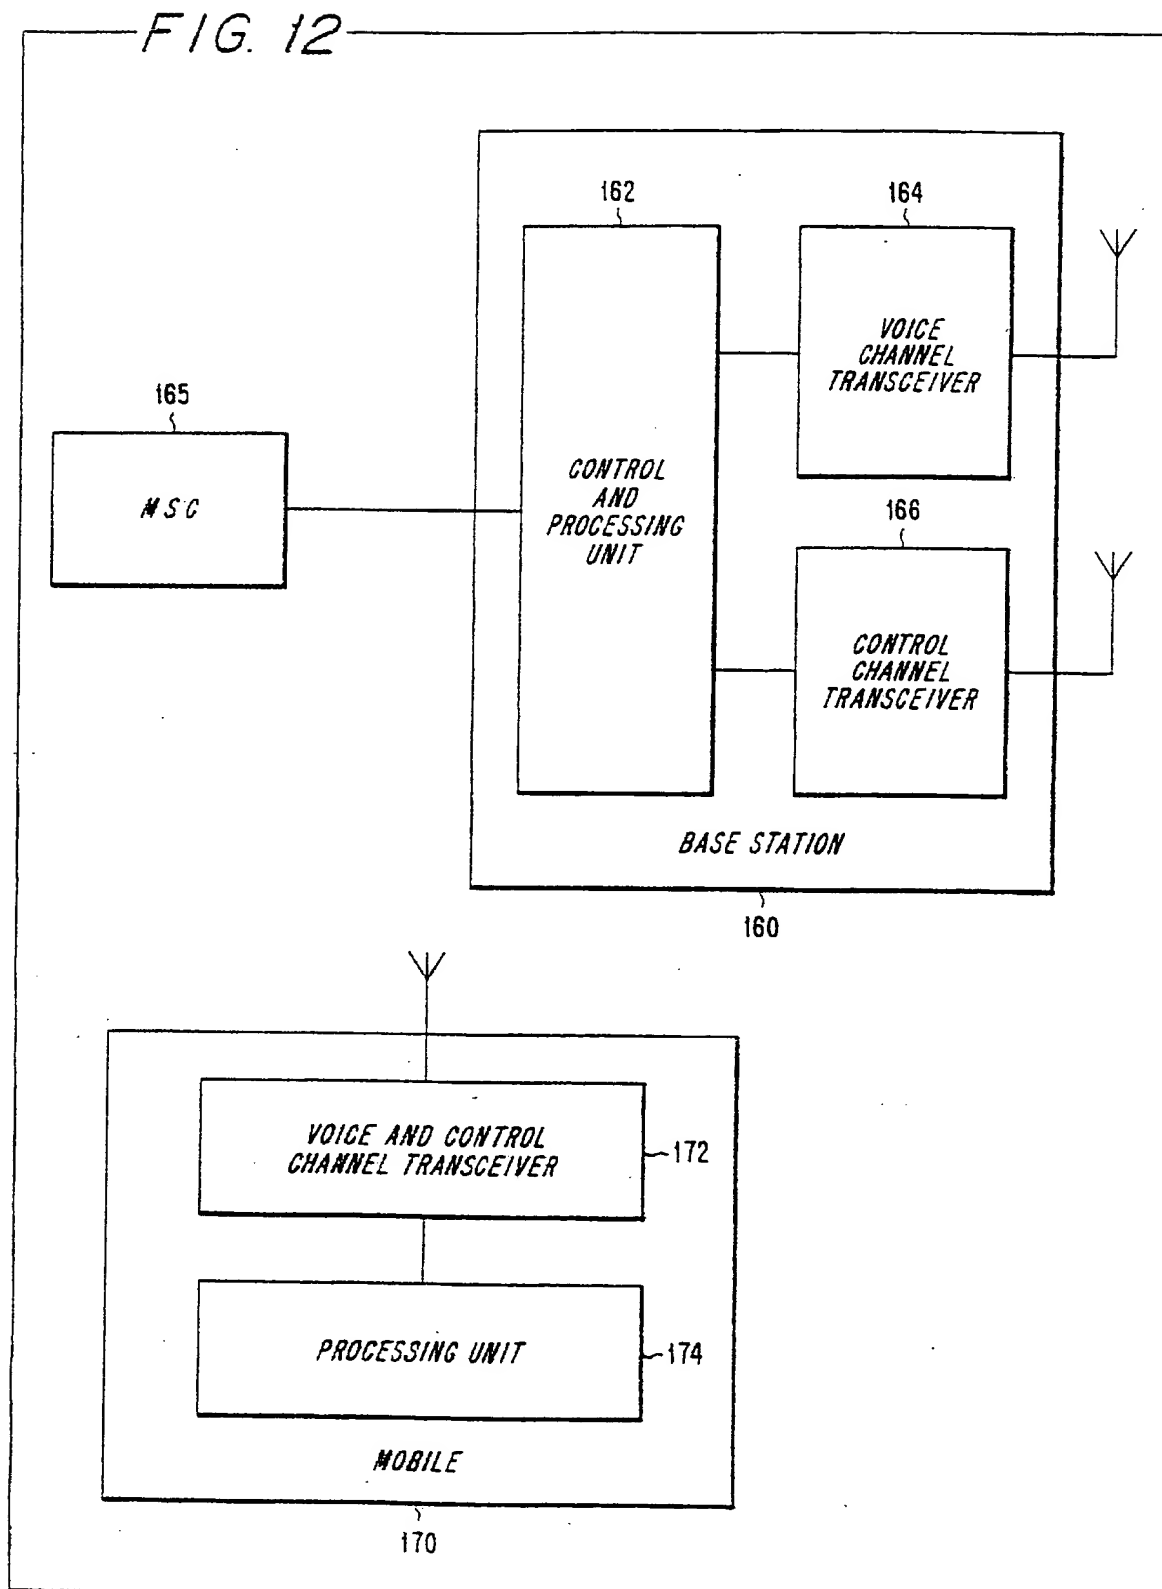 FIG. 12
162
164
VOICE
CHANNEL
TRANSCEIVER
165
MSC
CONTROL
AND
PROCESSING
UNIT
166
CONTROL
CHANNEL
TRANSCEIVER
BASE STATION
160
VOICE AND CONTROL
CHANNEL TRANSCEIVER
172
PROCESSING UNIT
174
MOBILE
170